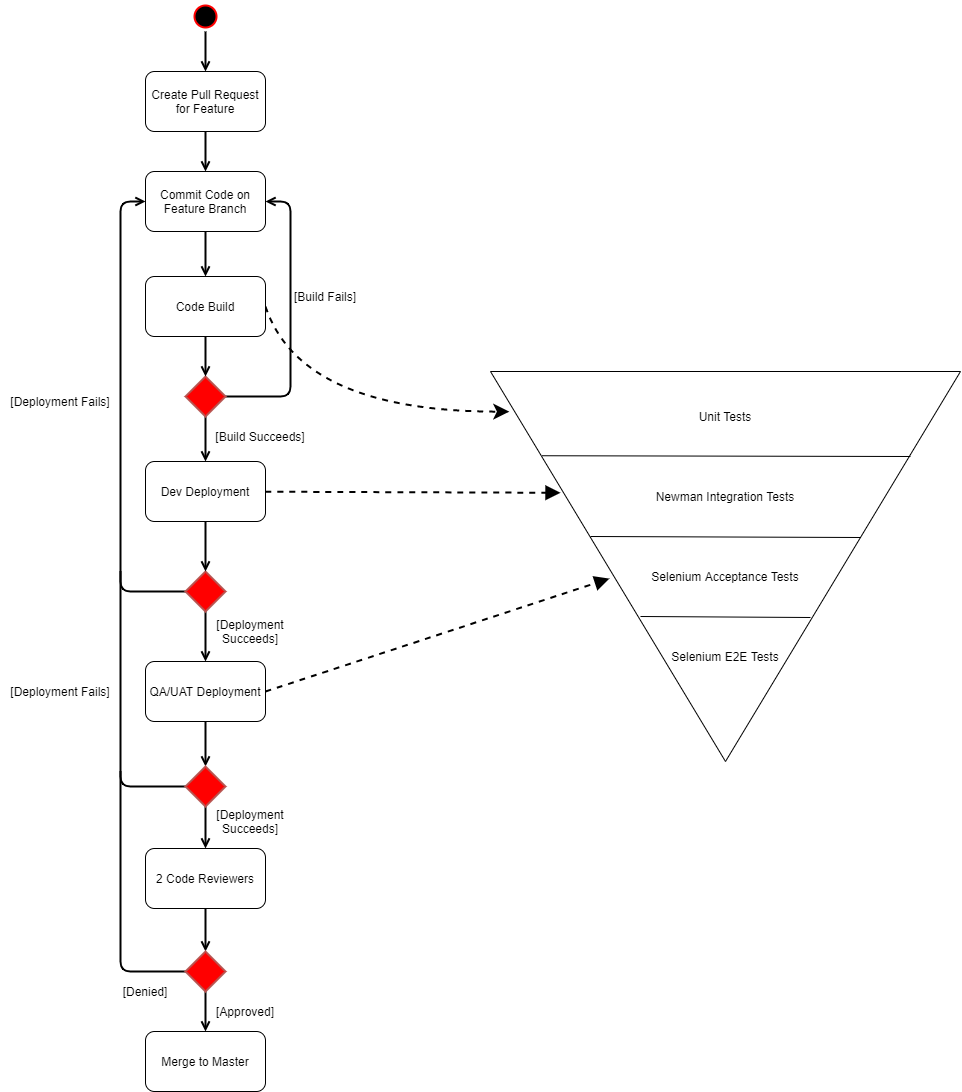 Create Pull Request
for Feature
Commit Code on
Feature Branch
[Build Fails]
Code Build
[Deployment Fails]
[Build Succeeds]
Unit Tests
Dev Deployment
Newman Integration Tests
Selenium Acceptance Tests
[Deployment
Succeeds]
Selenium E2E Tests
[Deployment Fails]
QA/UAT Deployment
[Deployment
Succeeds]
2 Code Reviewers
[Denied]
[Approved]
Merge to Master